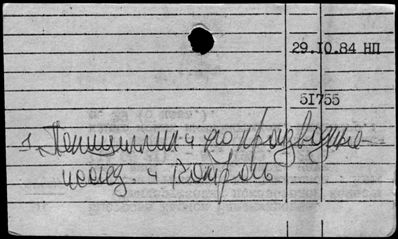 29.10.84 НП
51755
1. Пенициллин и его производные
исслед. и контроль